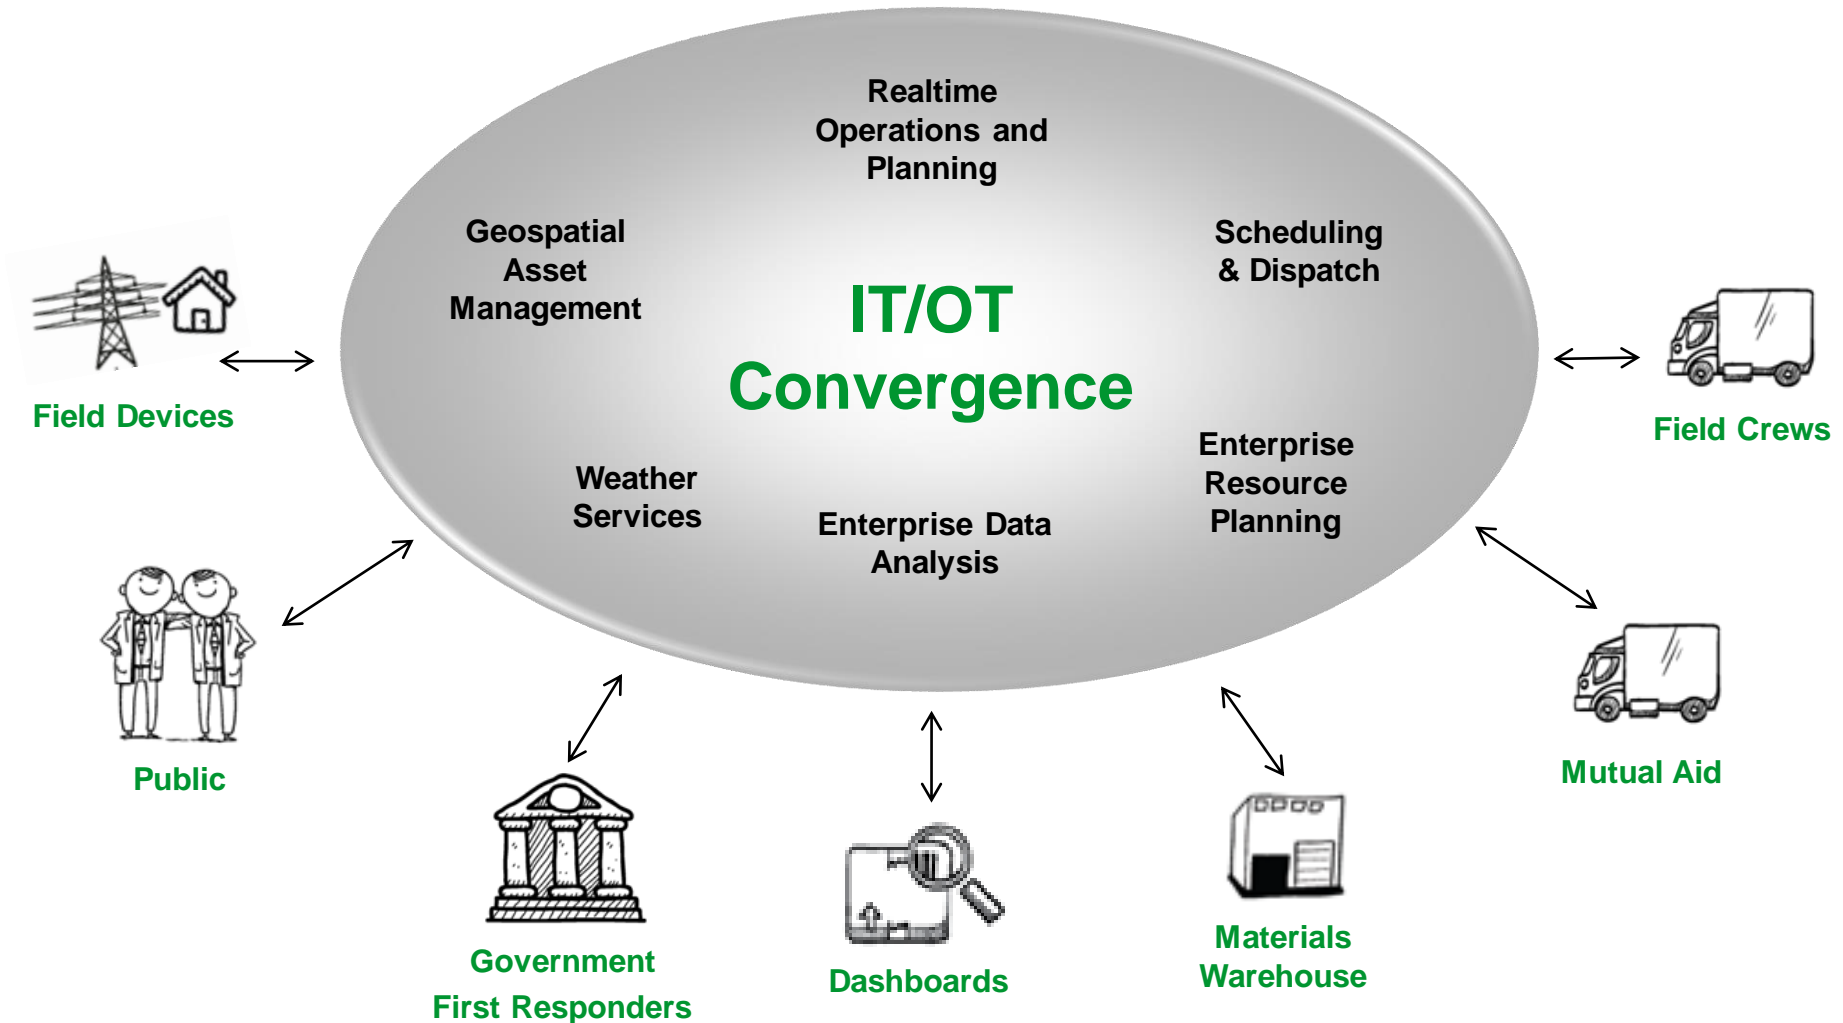 Realtime
Operations and
Planning
Geospatial
Asset
Management
Scheduling
& Dispatch
IT/OT
Convergence
Field Devices
Field Crews
Weather
Services
Enterprise Data
Analysis
Enterprise
Resource
Planning
Public
Mutual Aid
Government
First Responders
Dashboards
Materials
Warehouse